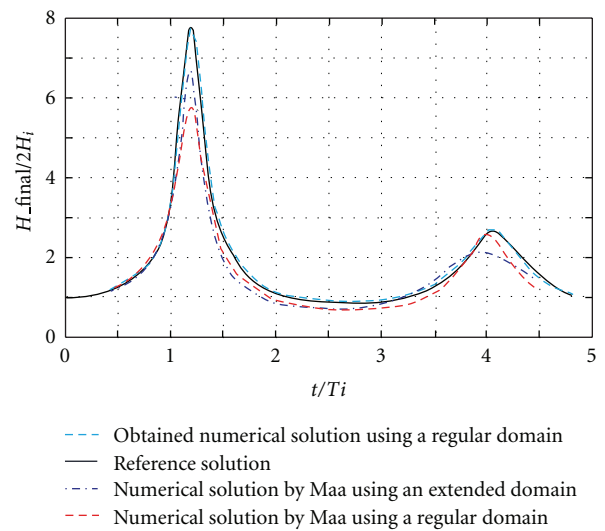 8
6
4
2
0
H_final/2H_i
0 1 2 3 4 5
t/Ti
Obtained numerical solution using a regular domain
Reference solution
Numerical solution by Maa using an extended domain
Numerical solution by Maa using a regular domain